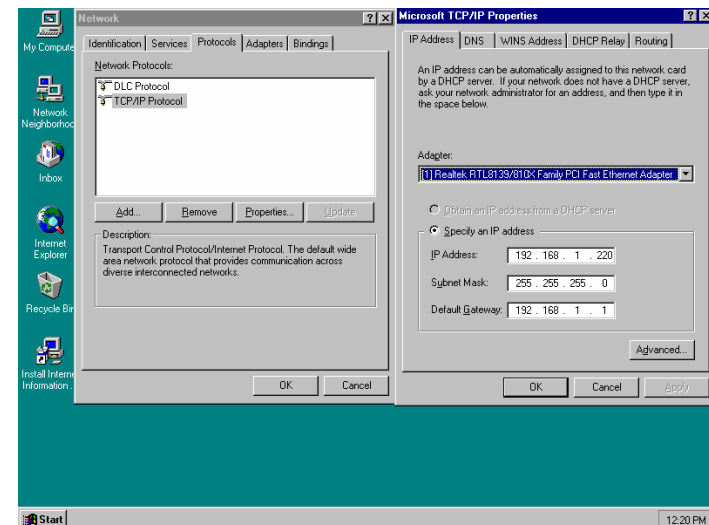 My Compute
Network
Neighborhoo
Inbox
Internet
Explorer
Recycle Bin
Install Interne
Information .
Network
Identification Services Protocols Adapters Bindings
Network Protocols:
DLC Protocol
TCP/IP Protocol
Add... Remove Properties... Update
Description:
Transport Control Protocol/Internet Protocol. The default wide
area network protocol that provides communication across
diverse interconnected networks.
OK Cancel
Microsoft TCP/IP Properties
IP Address DNS WINS Address DHCP Relay Routing
An IP address can be automatically assigned to this network card
by a DHCP server. If your network does not have a DHCP server,
ask your network administrator for an address, and then type it in
the space below.
Adapter:
[1] Realtek RTL8139/810X Family PCI Fast Ethernet Adapter
Obtain an IP address from a DHCP server
Specify an IP address
IP Address: 192 . 168 . 1 . 220
Subnet Mask: 255 . 255 . 255 . 0
Default Gateway: 192 . 168 . 1 . 1
Advanced...
OK Cancel Apply
Start
12:20 PM